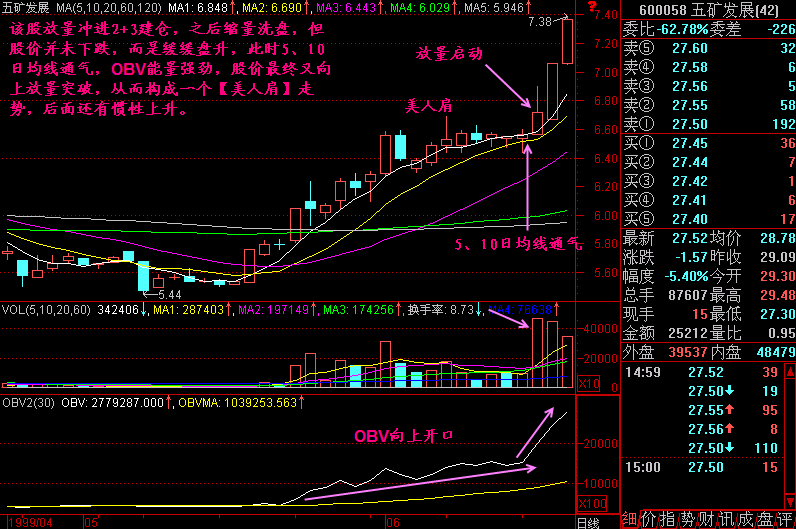 五矿发展 MA(5,10,20,60,120) MA1: 6.848↑, MA2: 6.690↑ MA3: 6.443↑, MA4: 6.029↑, MA5: 5.946↑
该股放量冲进2+3建仓，之后缩量洗盘，但
股价并未下跌，而是缓缓盘升，此时5、10
日均线通气，OBV能量强劲，股价最终又向
上放量突破，从而构成一个【美人肩】走
势，后面还有惯性上升。
7.38
放量启动
美人肩
5、10日均线通气
5.44
7.40
7.20
7.00
6.80
6.60
6.40
6.20
6.00
5.80
5.60
VOL(5,10,20,60) 342406↓, MA1: 287403↑, MA2: 197149↑, MA3: 174256↑, 换手率: 8.73↓, MA4: 76838↑
40000
20000
X10
0
OBV2(30) OBV: 2779287.000↑, OBVMA: 1039253.563↑
OBV向上开口
20000
10000
X100
1999/04 05 06 日线
600058 五矿发展(42)
委比 -62.78% 委差 -226
卖⑤ 27.60 32
卖④ 27.58 6
卖③ 27.56 5
卖② 27.55 58
卖① 27.50 192
买① 27.45 36
买② 27.44 7
买③ 27.42 1
买④ 27.41 6
买⑤ 27.40 17
最新 27.52 均价 28.78
涨跌 -1.57 昨收 29.09
幅度 -5.40% 今开 29.30
总手 87607 最高 29.48
现手 15 最低 27.30
金额 25212 量比 0.95
外盘 39537 内盘 48479
14:59 27.52 39
27.50↓ 19
27.55↑ 95
27.56↑ 8
27.50↓ 110
15:00 27.50 15
细 价 指 势 财 讯 成 盘 评